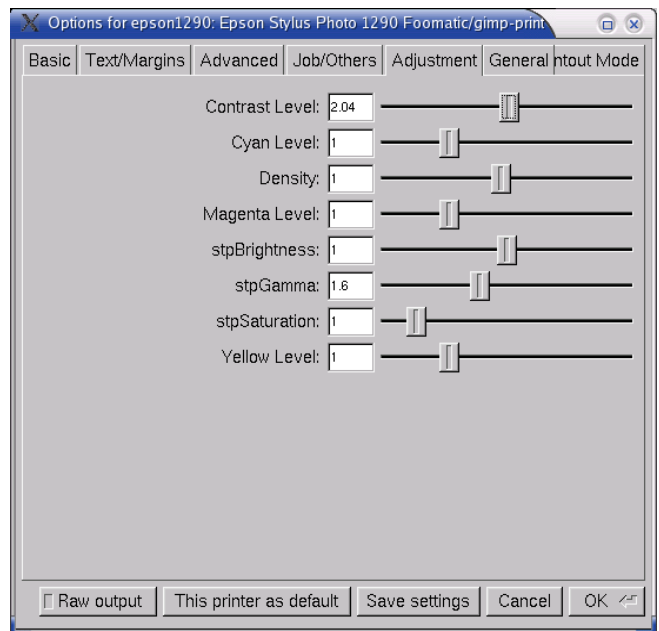 Options for epson1290: Epson Stylus Photo 1290 Foomatic/gimp-print
Basic Text/Margins Advanced Job/Others Adjustment General ntout Mode
Contrast Level: 2.04
Cyan Level: 1
Density: 1
Magenta Level: 1
stpBrightness: 1
stpGamma: 1.6
stpSaturation: 1
Yellow Level: 1
Raw output This printer as default Save settings Cancel OK